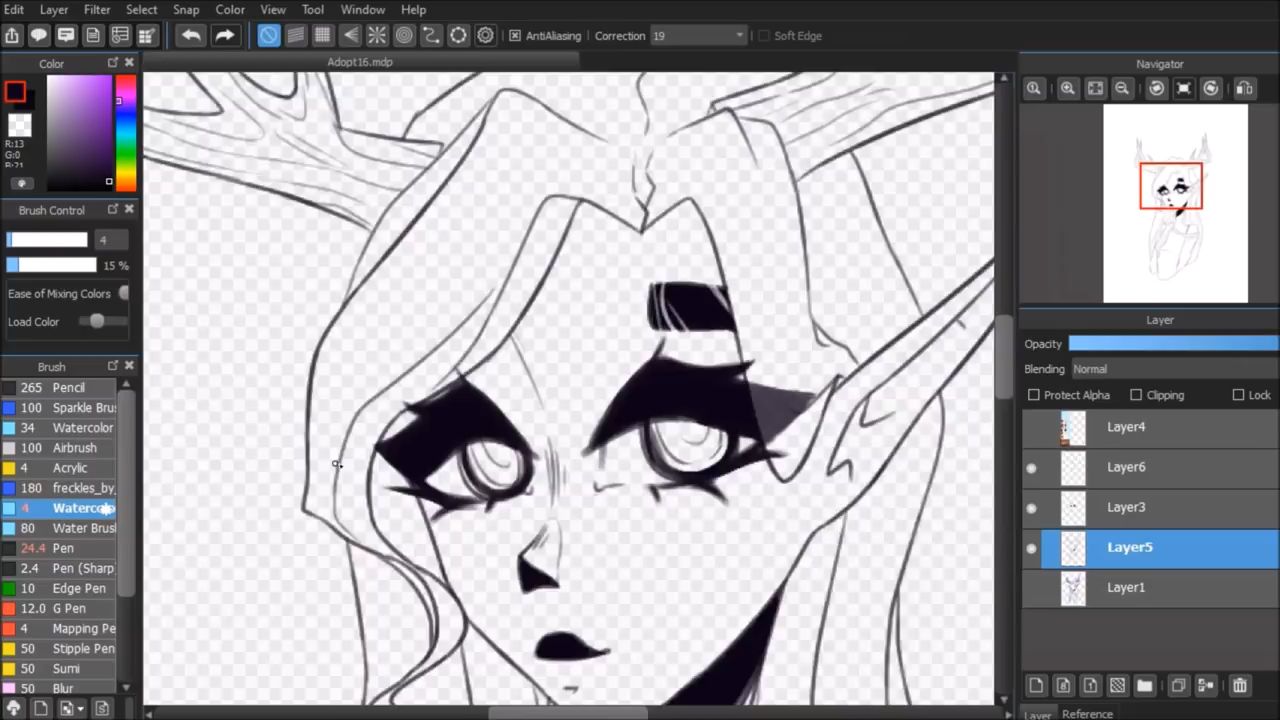 Edit Layer Filter Select Snap Color View Tool Window Help
AntiAliasing Correction 19 Soft Edge
Color
Adopt16.mdp
Navigator
R:13
G:0
B:21
Brush Control
4
15 %
Ease of Mixing Colors
Load Color
Brush
265 Pencil
100 Sparkle Brus
34 Watercolor
100 Airbrush
4 Acrylic
180 freckles_by_
4 Waterco
80 Water Brus
24.4 Pen
2.4 Pen (Sharp
10 Edge Pen
12.0 G Pen
4 Mapping Pe
50 Stipple Pen
50 Sumi
50 Blur
Layer
Opacity
Blending Normal
Protect Alpha Clipping Lock
Layer4
Layer6
Layer3
Layer5
Layer1
Layer Reference